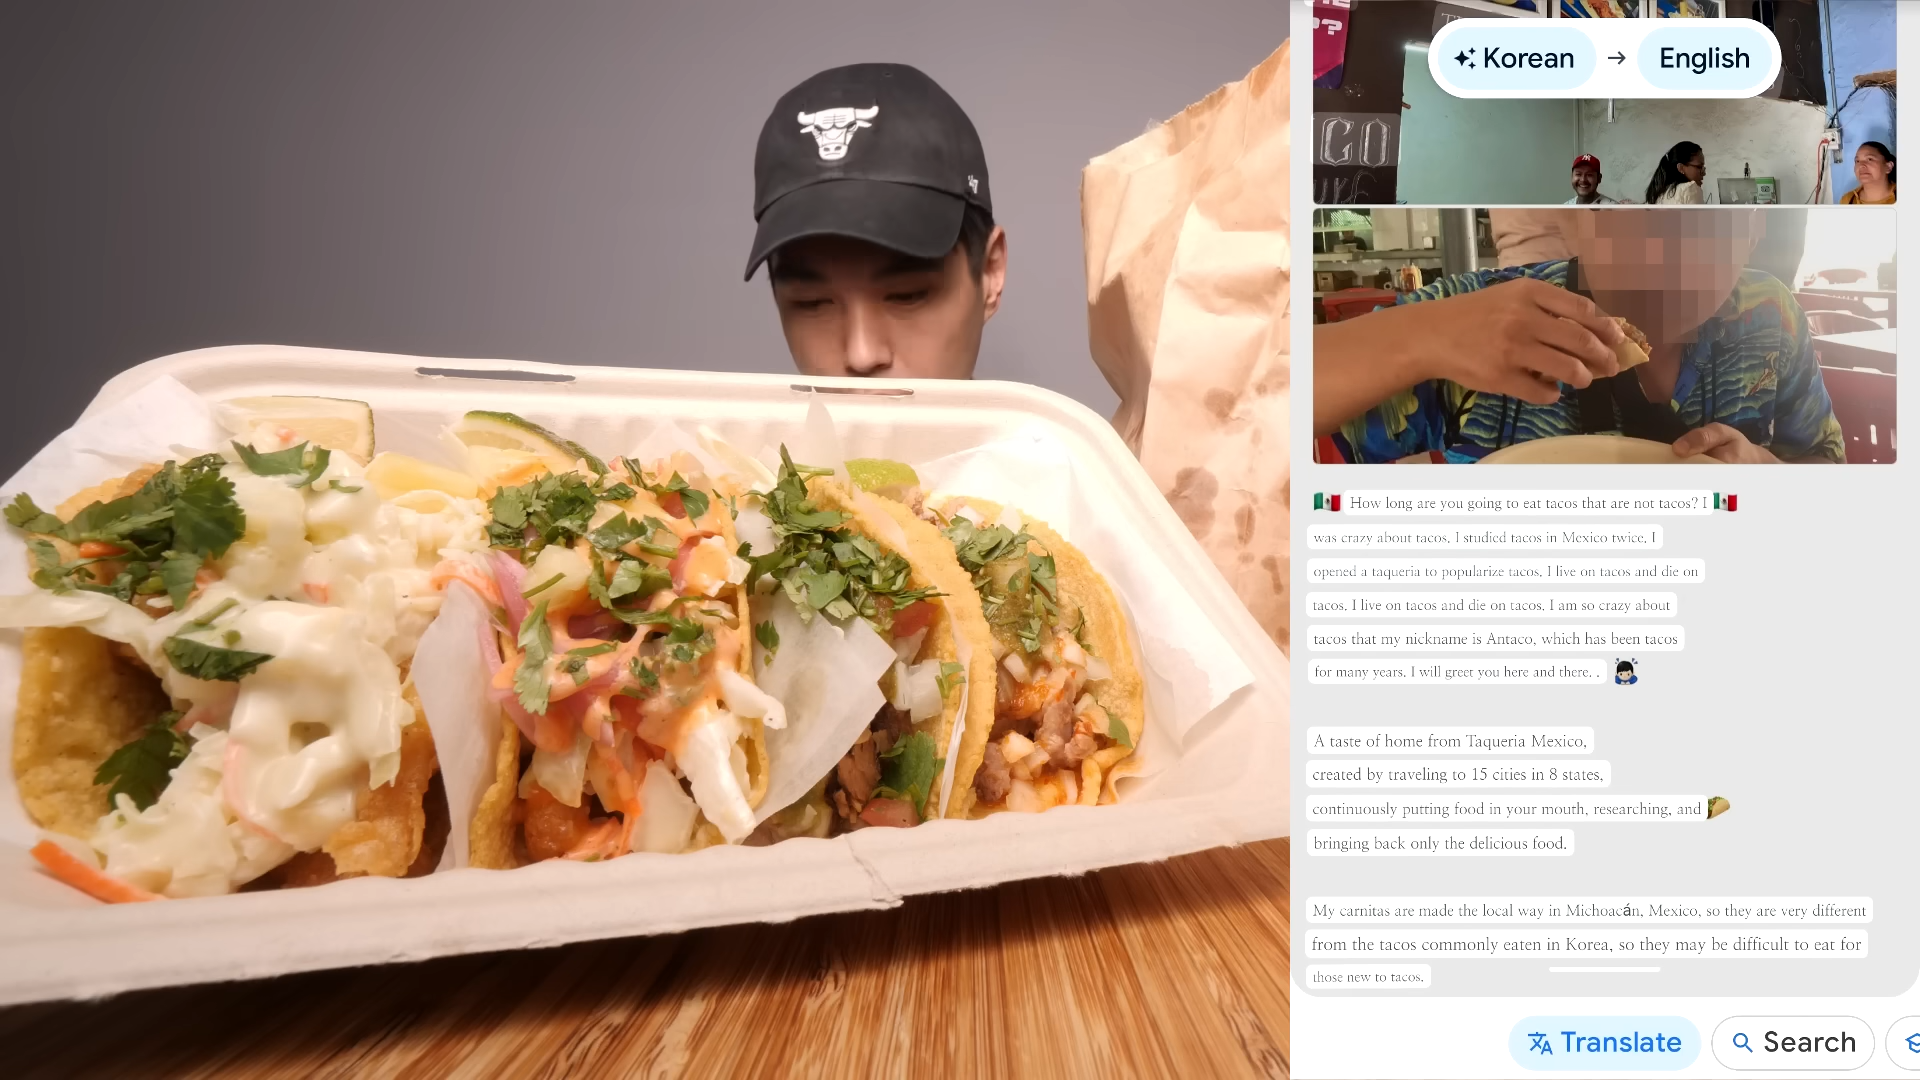 Korean → English
GO
How long are you going to eat tacos that are not tacos? I
was crazy about tacos. I studied tacos in Mexico twice. I
opened a taqueria to popularize tacos. I live on tacos and die on
tacos. I live on tacos and die on tacos. I am so crazy about
tacos that my nickname is Antaco, which has been tacos
for many years. I will greet you here and there. .
A taste of home from Taqueria Mexico,
created by traveling to 15 cities in 8 states,
continuously putting food in your mouth, researching, and
bringing back only the delicious food.
My carnitas are made the local way in Michoacán, Mexico, so they are very different
from the tacos commonly eaten in Korea, so they may be difficult to eat for
those new to tacos.
Translate
Search